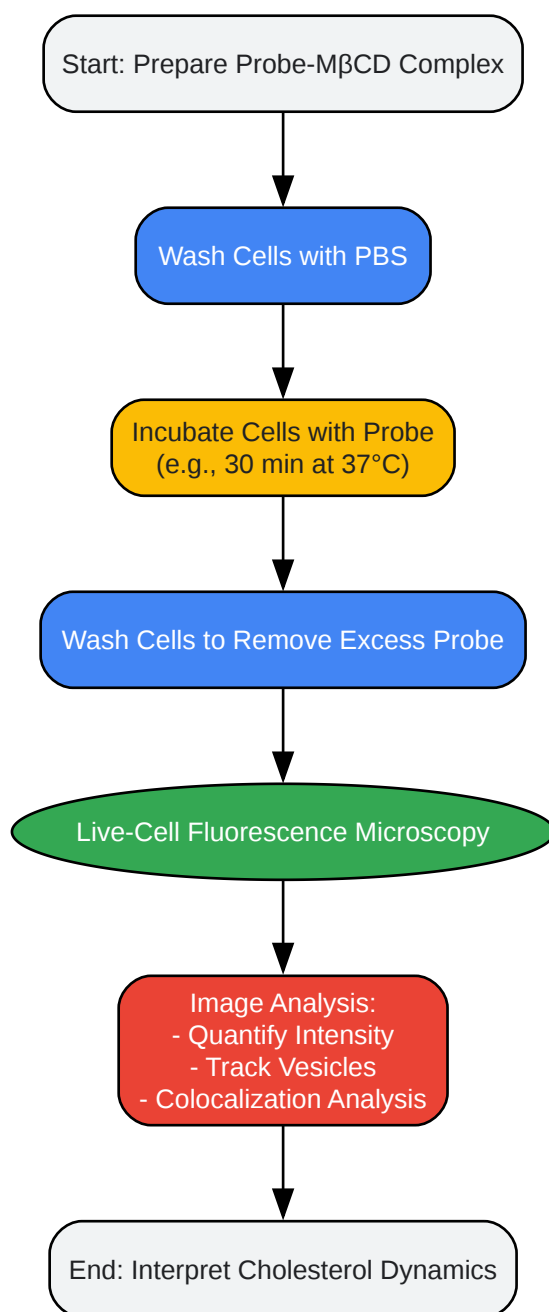 Start: Prepare Probe-MβCD Complex
Wash Cells with PBS
Incubate Cells with Probe
(e.g., 30 min at 37°C)
Wash Cells to Remove Excess Probe
Live-Cell Fluorescence Microscopy
Image Analysis:
- Quantify Intensity
- Track Vesicles
- Colocalization Analysis
End: Interpret Cholesterol Dynamics